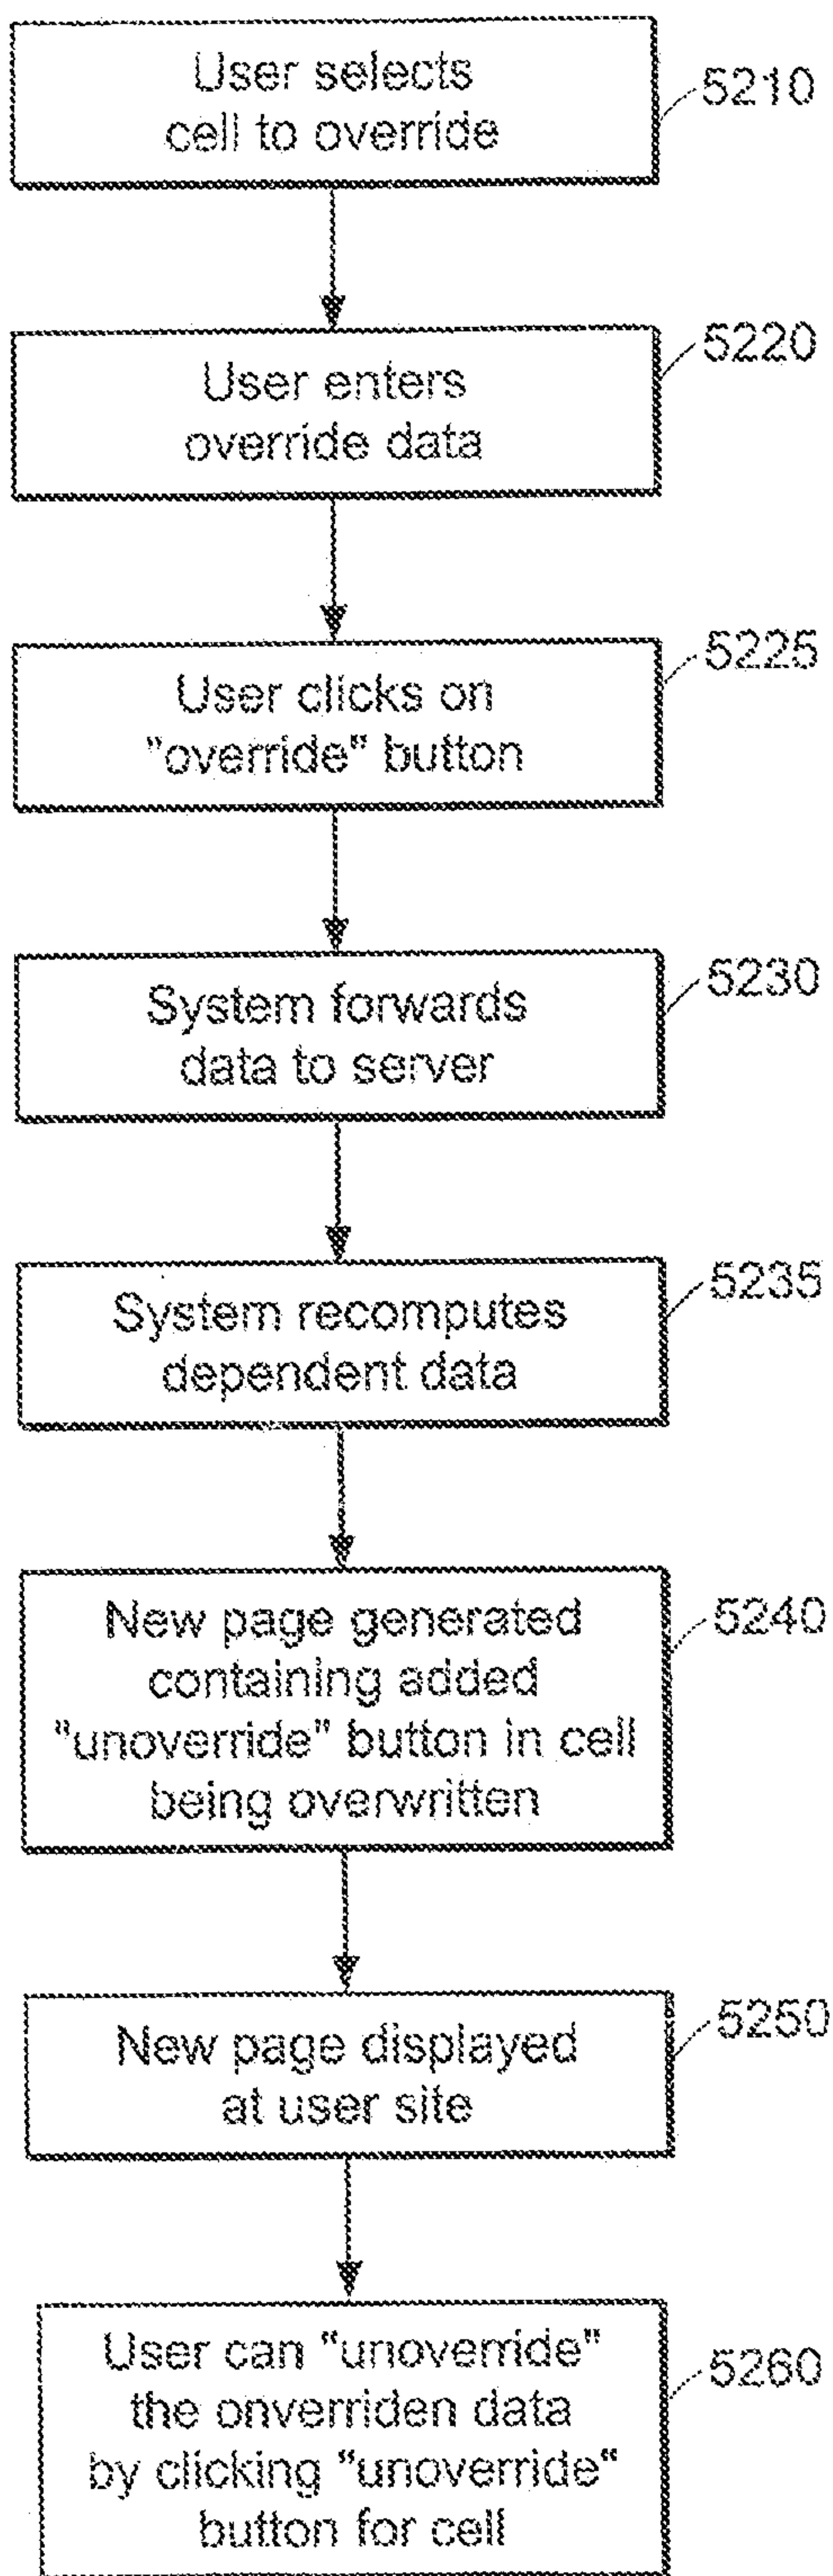 User selects
cell to override
5210
User enters
override data
5220
User clicks on
"override" button
5225
System forwards
data to server
5230
System recomputes
dependent data
5235
New page generated
containing added
"unoverride" button in cell
being overwritten
5240
New page displayed
at user site
5250
User can "unoverride"
the onverriden data
by clicking "unoverride"
button for cell
5260